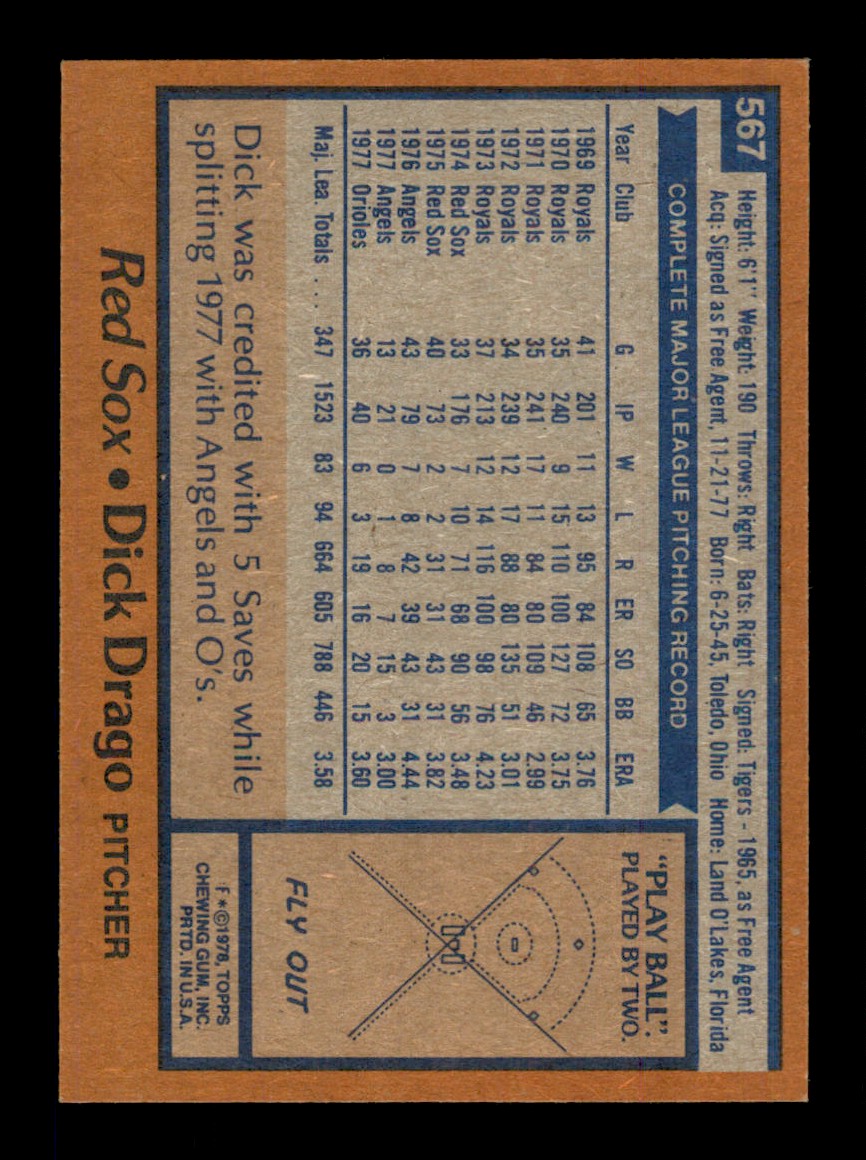 567
Height: 6'1" Weight: 190 Throws: Right Bats: Right Signed: Tigers - 1965, as Free Agent
Acq: Signed as Free Agent, 11-21-77 Born: 6-25-45, Toledo, Ohio Home: Land O'Lakes, Florida
COMPLETE MAJOR LEAGUE PITCHING RECORD
Year Club G IP W L R ER SO BB ERA
1969 Royals 41 201 11 13 95 84 108 65 3.76
1970 Royals 35 240 9 15 110 100 127 72 3.75
1971 Royals 35 241 17 11 84 80 109 46 2.99
1972 Royals 34 239 12 17 88 80 135 51 3.01
1973 Royals 37 213 12 14 116 100 98 76 4.23
1974 Red Sox 33 176 7 10 71 68 90 56 3.48
1975 Red Sox 40 73 2 2 31 31 43 31 3.82
1976 Angels 43 79 7 8 42 39 43 31 4.44
1977 Angels 13 21 0 1 8 7 15 3 3.00
1977 Orioles 36 40 6 3 19 16 20 15 3.60
Maj. Lea. Totals .... 347 1523 83 94 664 605 788 446 3.58
Dick was credited with 5 Saves while
splitting 1977 with Angels and O's.
"PLAY BALL":
PLAYED BY TWO.
FLY OUT
F*©1978, TOPPS
CHEWING GUM, INC.
PRTD. IN U.S.A.
Red Sox • Dick Drago PITCHER